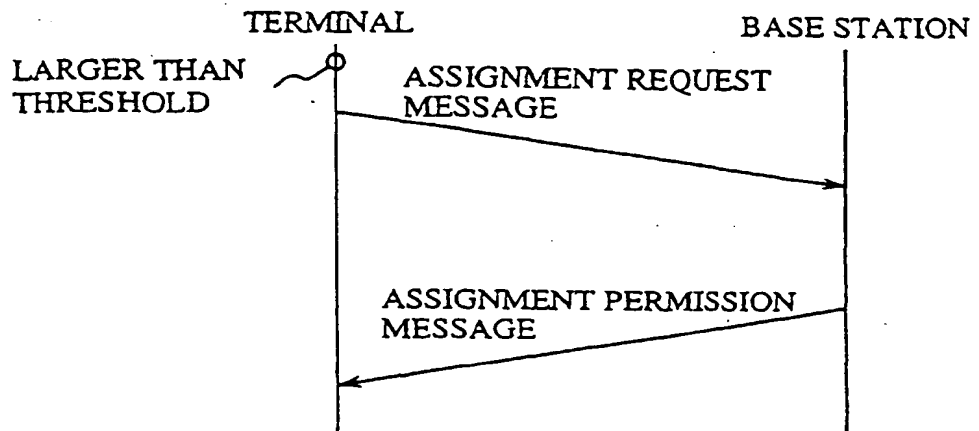 TERMINAL
BASE STATION
LARGER THAN
THRESHOLD
ASSIGNMENT REQUEST
MESSAGE
ASSIGNMENT PERMISSION
MESSAGE